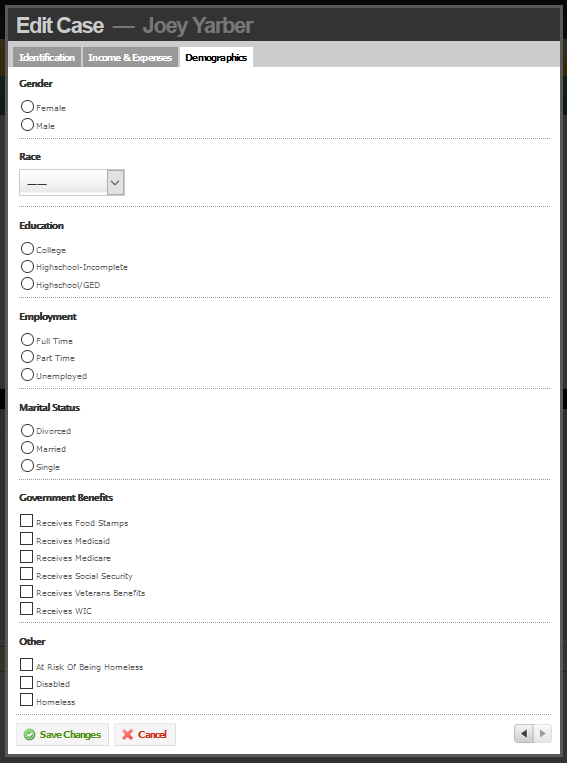 Edit Case — Joey Yarber
Identification Income & Expenses Demographics
Gender
Female
Male
Race
——
Education
College
Highschool-Incomplete
Highschool/GED
Employment
Full Time
Part Time
Unemployed
Marital Status
Divorced
Married
Single
Government Benefits
Receives Food Stamps
Receives Medicaid
Receives Medicare
Receives Social Security
Receives Veterans Benefits
Receives WIC
Other
At Risk Of Being Homeless
Disabled
Homeless
Save Changes Cancel